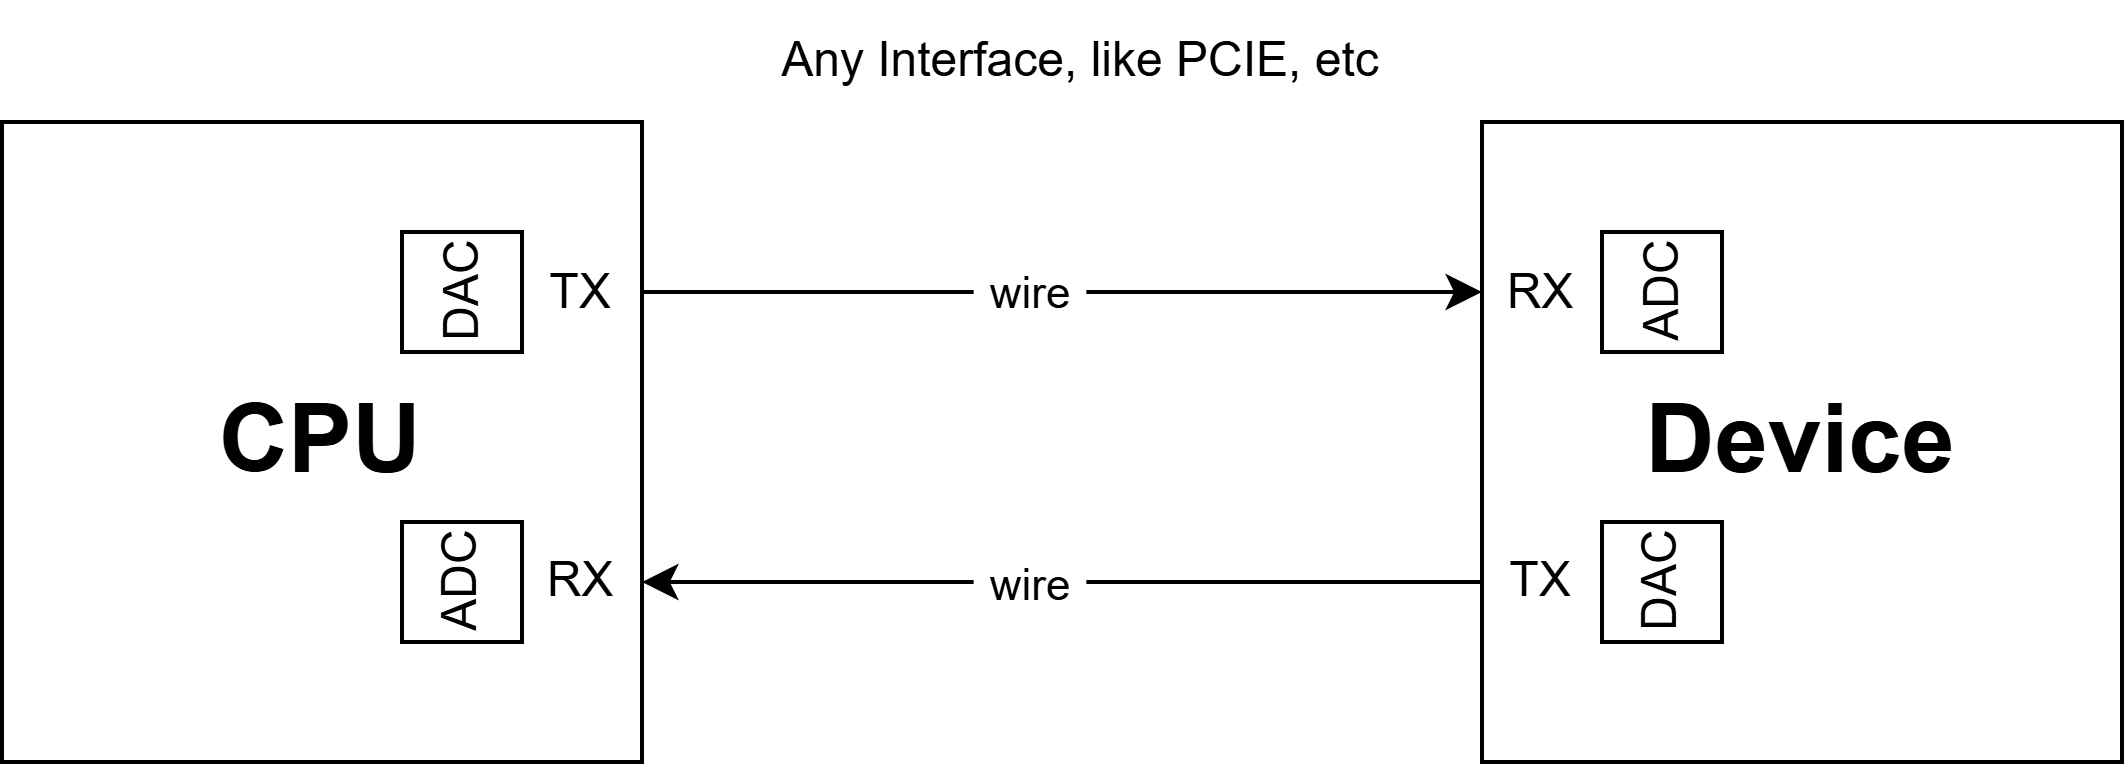 Any Interface, like PCIE, etc
DAC
TX
wire
RX
ADC
CPU
Device
ADC
RX
wire
TX
DAC